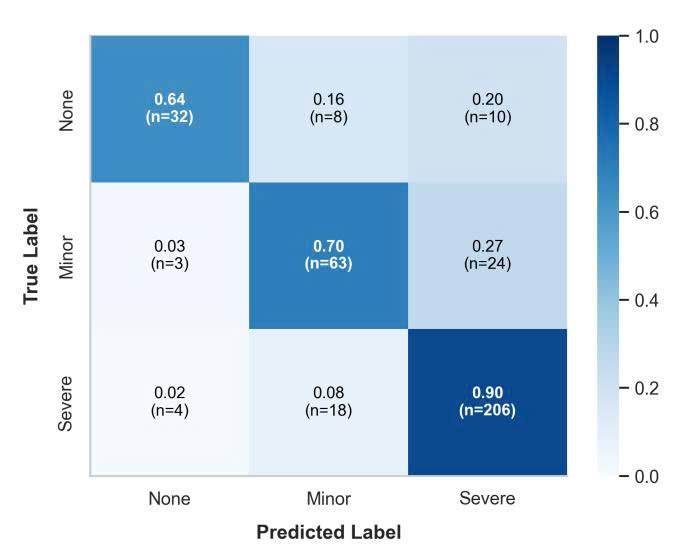 1.0
0.64
(n=32)
0.16
(n=8)
0.20
(n=10)
None
0.8
0.6
0.03
(n=3)
0.70
(n=63)
0.27
(n=24)
Minor
True Label
0.4
0.02
(n=4)
0.08
(n=18)
0.90
(n=206)
Severe
0.2
0.0
None Minor Severe
Predicted Label